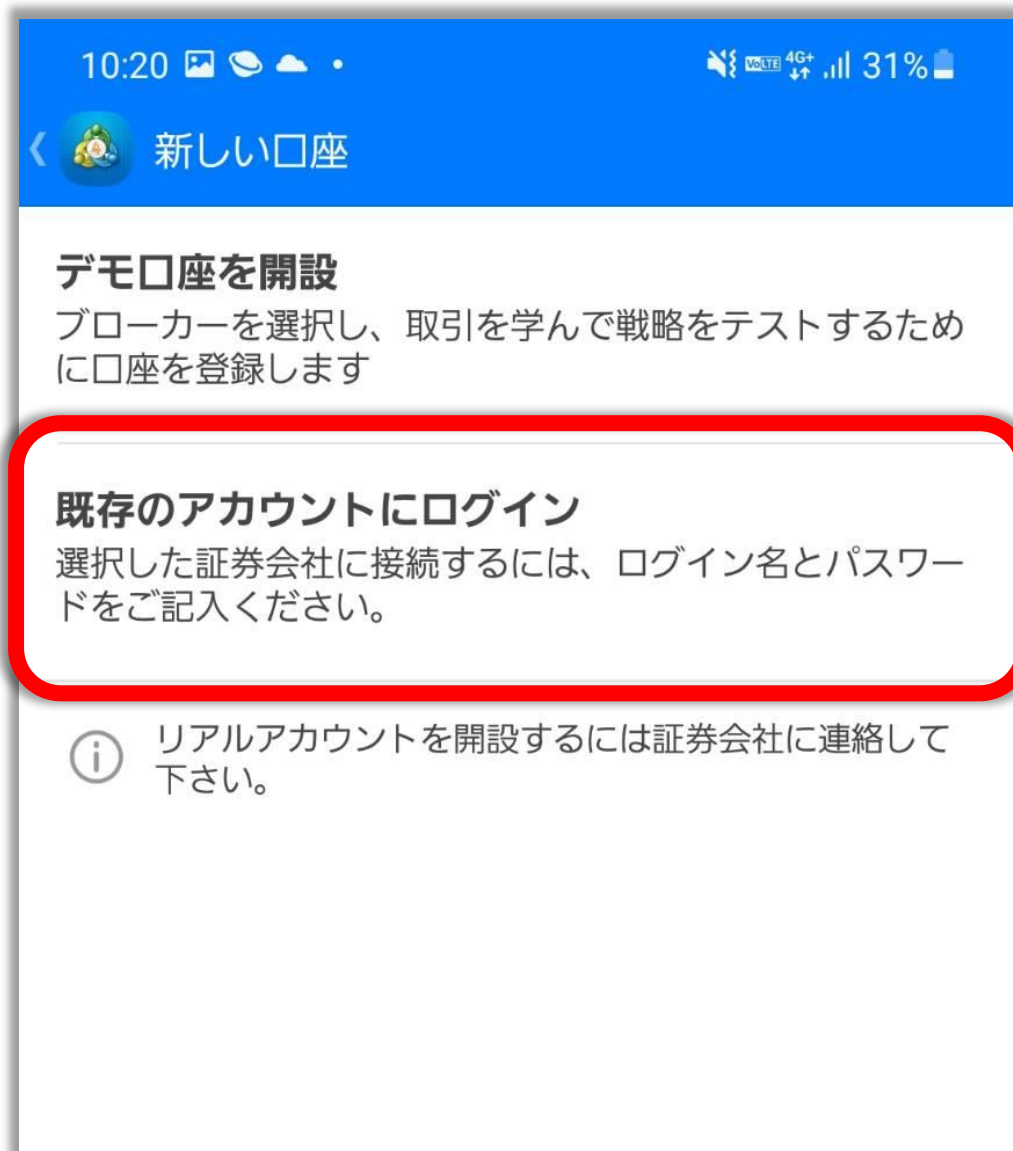 10:20
VoLTE 4G+ 31%
新しい口座
デモ口座を開設
ブローカーを選択し、取引を学んで戦略をテストするため
に口座を登録します
既存のアカウントにログイン
選択した証券会社に接続するには、ログイン名とパスワー
ドをご記入ください。
リアルアカウントを開設するには証券会社に連絡して
下さい。